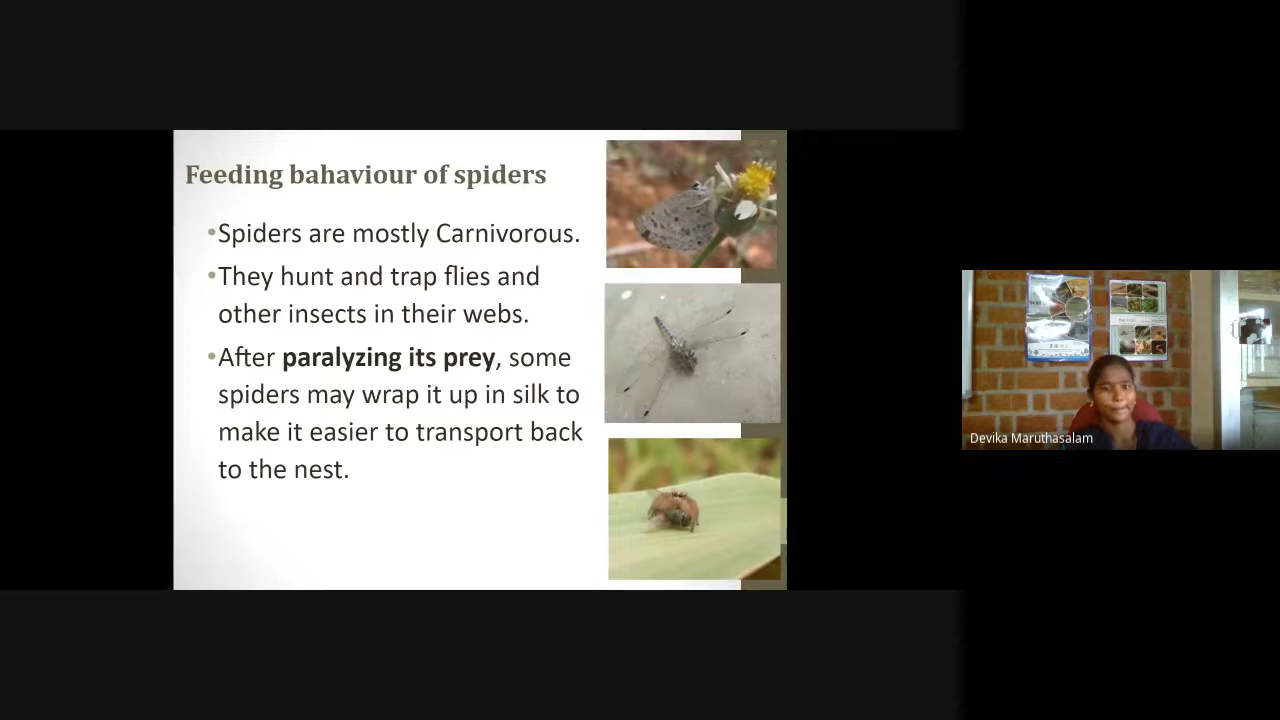 Feeding bahaviour of spiders
•Spiders are mostly Carnivorous.
•They hunt and trap flies and
other insects in their webs.
•After paralyzing its prey, some
spiders may wrap it up in silk to
make it easier to transport back
to the nest.
Devika Maruthasalam